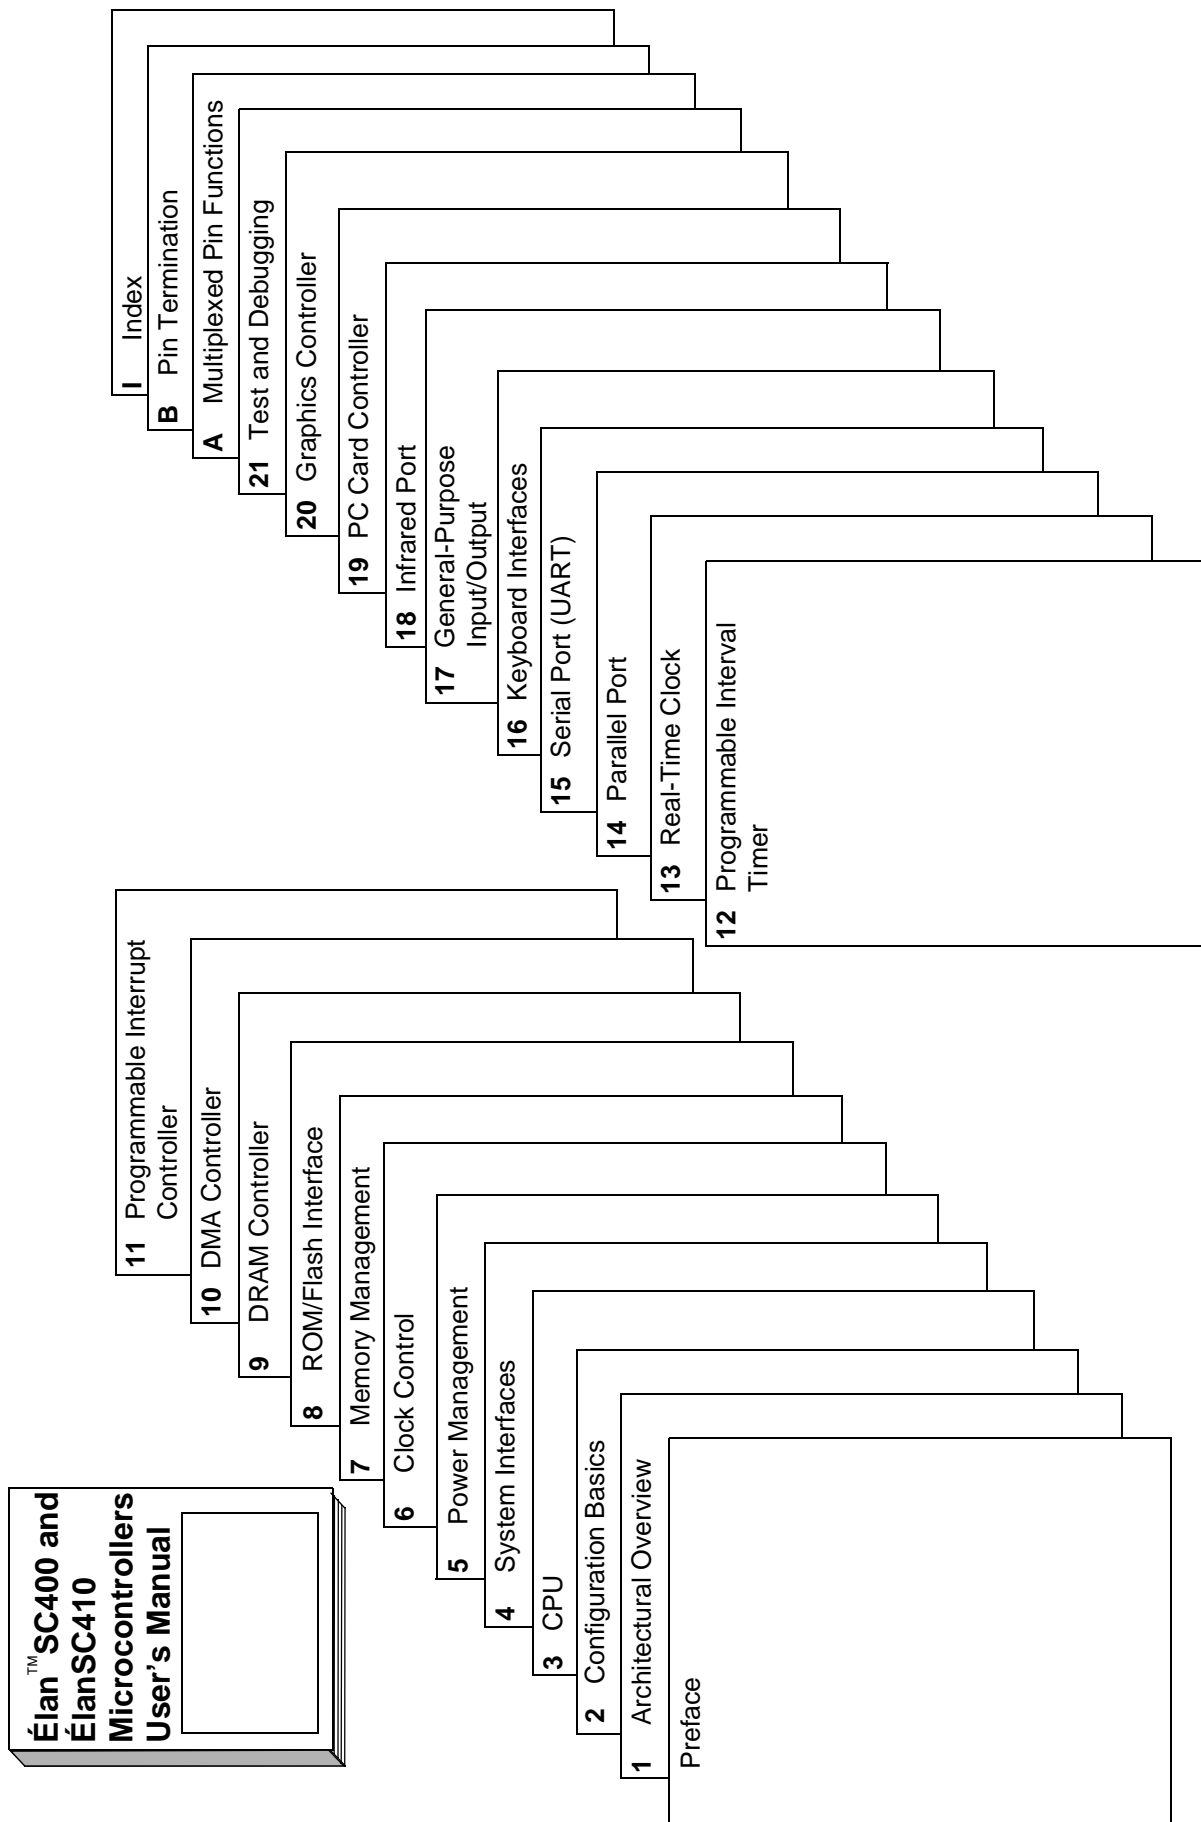 Élan™SC400 and
ÉlanSC410
Microcontrollers
User's Manual
Preface
1 Architectural Overview
2 Configuration Basics
3 CPU
4 System Interfaces
5 Power Management
6 Clock Control
7 Memory Management
8 ROM/Flash Interface
9 DRAM Controller
10 DMA Controller
11 Programmable Interrupt
Controller
12 Programmable Interval
Timer
13 Real-Time Clock
14 Parallel Port
15 Serial Port (UART)
16 Keyboard Interfaces
17 General-Purpose
Input/Output
18 Infrared Port
19 PC Card Controller
20 Graphics Controller
21 Test and Debugging
A Multiplexed Pin Functions
B Pin Termination
I Index